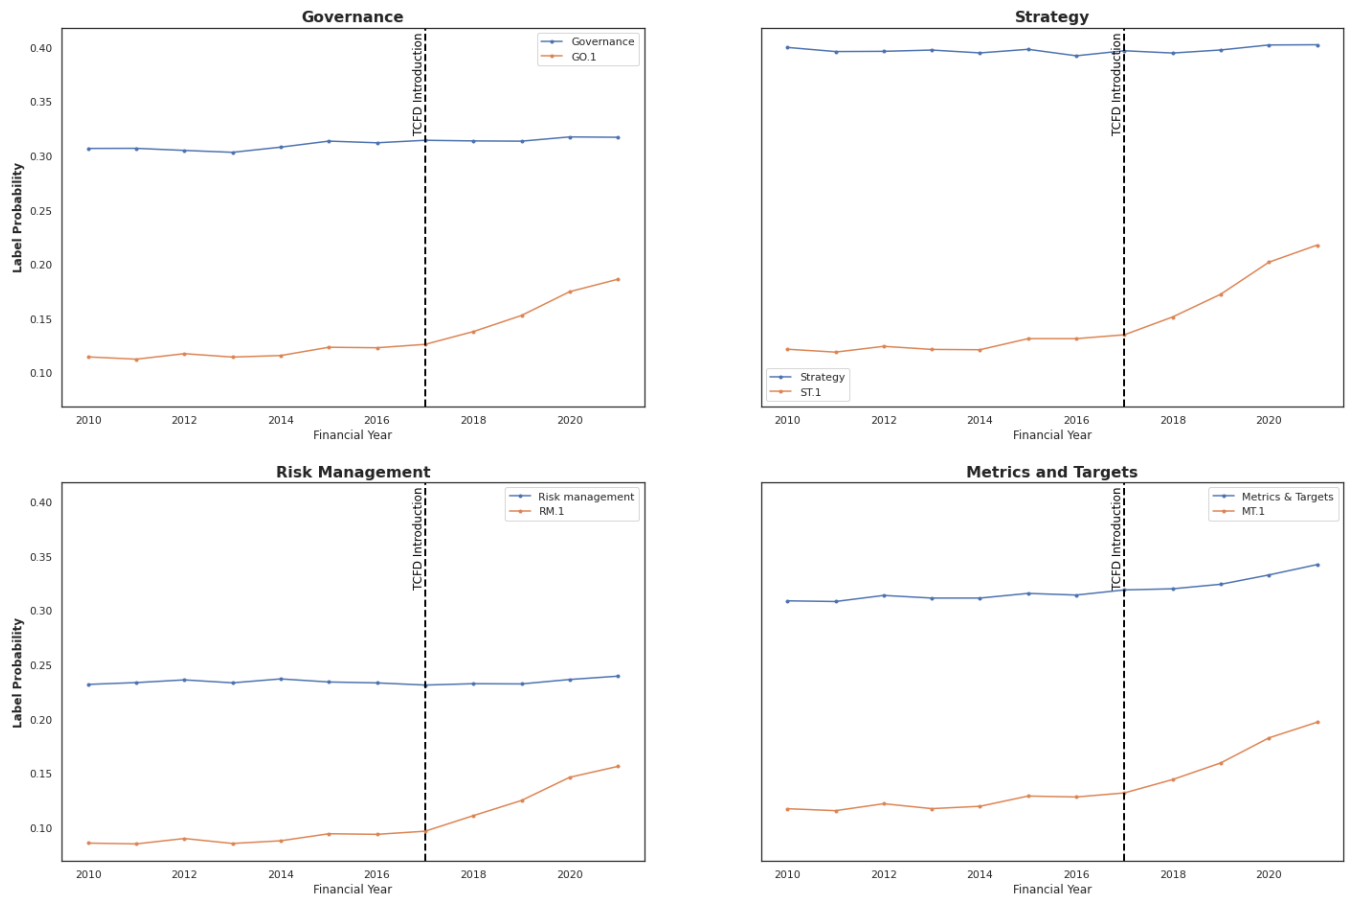 Governance
Label Probability
0.40
0.35
0.30
0.25
0.20
0.15
0.10
TCFD Introduction
Governance
GO.1
2010 2012 2014 2016 2018 2020
Financial Year
Strategy
TCFD Introduction
Strategy
ST.1
2010 2012 2014 2016 2018 2020
Financial Year
Risk Management
Label Probability
0.40
0.35
0.30
0.25
0.20
0.15
0.10
TCFD Introduction
Risk management
RM.1
2010 2012 2014 2016 2018 2020
Financial Year
Metrics and Targets
TCFD Introduction
Metrics & Targets
MT.1
2010 2012 2014 2016 2018 2020
Financial Year